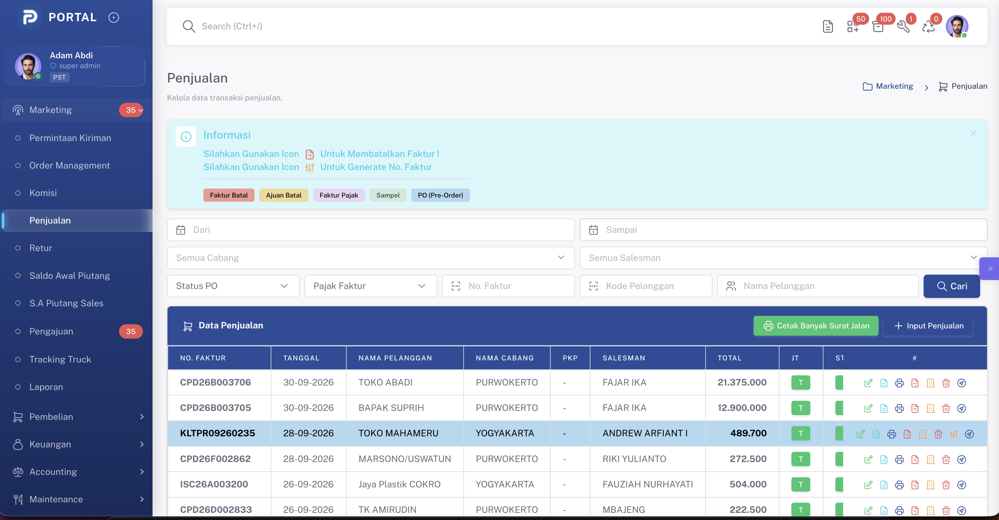 PORTAL
Adam Abdi
super admin
PST
Marketing 35
Permintaan Kiriman
Order Management
Komisi
Penjualan
Retur
Saldo Awal Piutang
S.A Piutang Sales
Pengajuan 35
Tracking Truck
Laporan
Pembelian
Keuangan
Accounting
Maintenance
Search (Ctrl+/)
50 100 1 0
Penjualan
Kelola data transaksi penjualan.
Marketing > Penjualan
Informasi
Silahkan Gunakan Icon Untuk Membatalkan Faktur !
Silahkan Gunakan Icon Untuk Generate No. Faktur
Faktur Batal Ajuan Batal Faktur Pajak Sampel PO (Pre-Order)
Dari Sampai
Semua Cabang Semua Salesman
Status PO Pajak Faktur No. Faktur Kode Pelanggan Nama Pelanggan Cari
Data Penjualan Cetak Banyak Surat Jalan + Input Penjualan
NO. FAKTUR TANGGAL NAMA PELANGGAN NAMA CABANG PKP SALESMAN TOTAL JT #
CPD26B003706 30-09-2026 TOKO ABADI PURWOKERTO - FAJAR IKA 21.375.000 T
CPD26B003705 30-09-2026 BAPAK SUPRIH PURWOKERTO - FAJAR IKA 12.900.000 T
KLTPR09260235 28-09-2026 TOKO MAHAMERU YOGYAKARTA - ANDREW ARFIANT I 489.700 T
CPD26F002862 28-09-2026 MARSONO/USWATUN PURWOKERTO - RIKI YULIANTO 272.500 T
ISC26A003200 26-09-2026 Jaya Plastik COKRO YOGYAKARTA - FAUZIAH NURHAYATI 504.000 T
CPD26D002833 26-09-2026 TK AMIRUDIN PURWOKERTO - MBAJENG 222.500 T